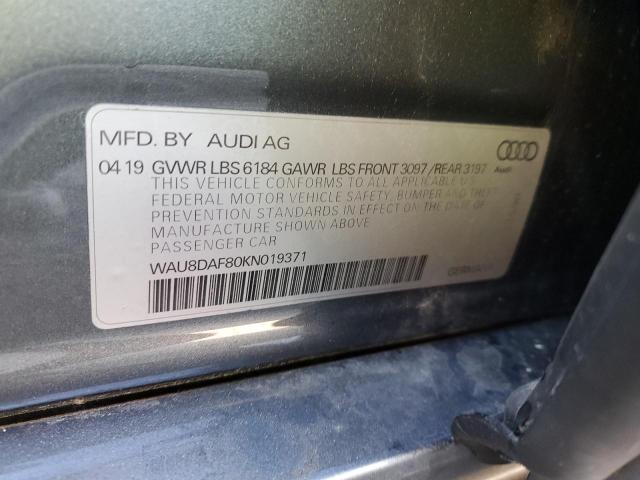 MFD. BY AUDI AG
04 19 GVWR LBS 6184 GAWR LBS FRONT 3097 /REAR 3197
Audi
THIS VEHICLE CONFORMS TO ALL APPLICABLE U.S.
FEDERAL MOTOR VEHICLE SAFETY, BUMPER AND THEFT
PREVENTION STANDARDS IN EFFECT ON THE DATE OF
MANUFACTURE SHOWN ABOVE
PASSENGER CAR
WAU8DAF80KN019371
GERMANY